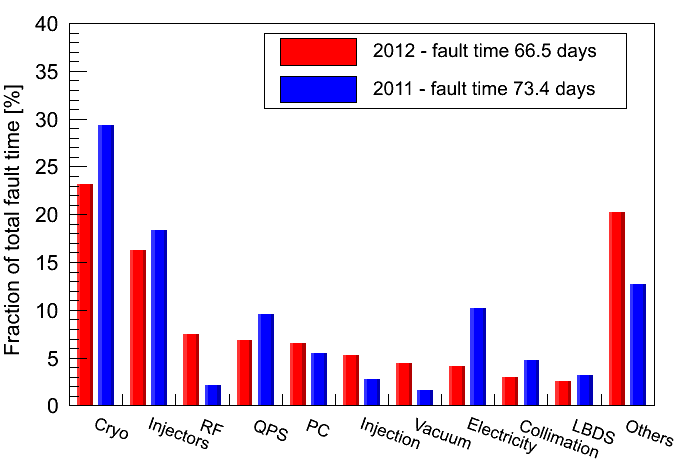 40
35
30
25
20
15
10
5
0
Fraction of total fault time [%]
2012 - fault time 66.5 days
2011 - fault time 73.4 days
Cryo
Injectors
RF
QPS
PC
Injection
Vacuum
Electricity
Collimation
LBDS
Others